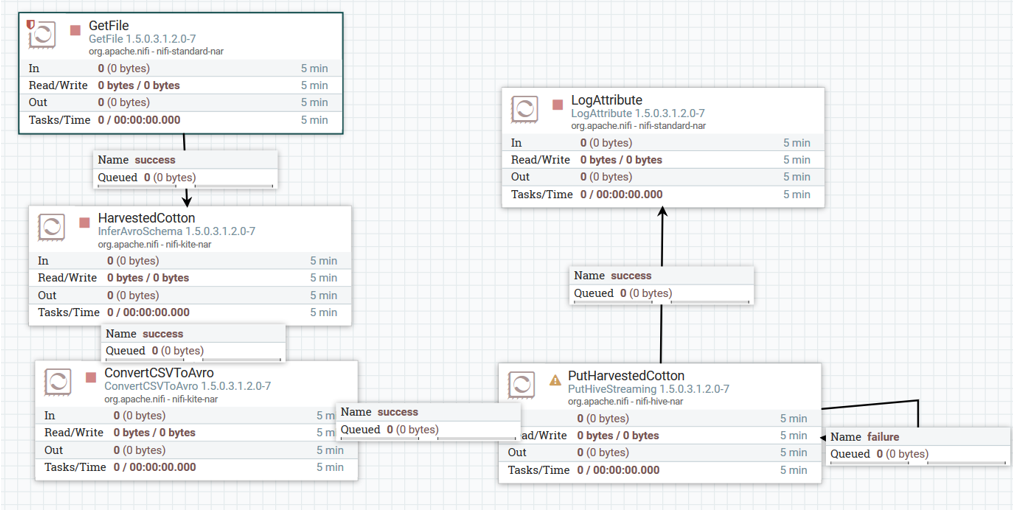 GetFile
GetFile 1.5.0.3.1.2.0-7
org.apache.nifi - nifi-standard-nar
In 0 (0 bytes) 5 min
Read/Write 0 bytes / 0 bytes 5 min
Out 0 (0 bytes) 5 min
Tasks/Time 0 / 00:00:00.000 5 min
Name success
Queued 0 (0 bytes)
HarvestedCotton
InferAvroSchema 1.5.0.3.1.2.0-7
org.apache.nifi - nifi-kite-nar
In 0 (0 bytes) 5 min
Read/Write 0 bytes / 0 bytes 5 min
Out 0 (0 bytes) 5 min
Tasks/Time 0 / 00:00:00.000 5 min
Name success
Queued 0 (0 bytes)
ConvertCSVToAvro
ConvertCSVToAvro 1.5.0.3.1.2.0-7
org.apache.nifi - nifi-kite-nar
In 0 (0 bytes) 5 m
Read/Write 0 bytes / 0 bytes 5 m
Out 0 (0 bytes) 5 min
Tasks/Time 0 / 00:00:00.000 5 min
Name success
Queued 0 (0 bytes)
LogAttribute
LogAttribute 1.5.0.3.1.2.0-7
org.apache.nifi - nifi-standard-nar
In 0 (0 bytes) 5 min
Read/Write 0 bytes / 0 bytes 5 min
Out 0 (0 bytes) 5 min
Tasks/Time 0 / 00:00:00.000 5 min
Name success
Queued 0 (0 bytes)
PutHarvestedCotton
PutHiveStreaming 1.5.0.3.1.2.0-7
org.apache.nifi - nifi-hive-nar
0 (0 bytes) 5 min
ead/Write 0 bytes / 0 bytes 5 min
Out 0 (0 bytes) 5 min
Tasks/Time 0 / 00:00:00.000 5 min
Name failure
Queued 0 (0 bytes)